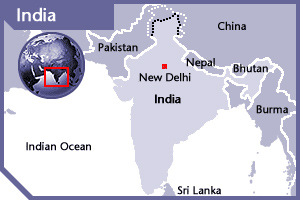 India
China
Pakistan
Nepal
Bhutan
New Delhi
India
Burma
Indian Ocean
Sri Lanka